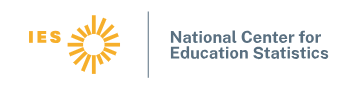 IES
National Center for
Education Statistics